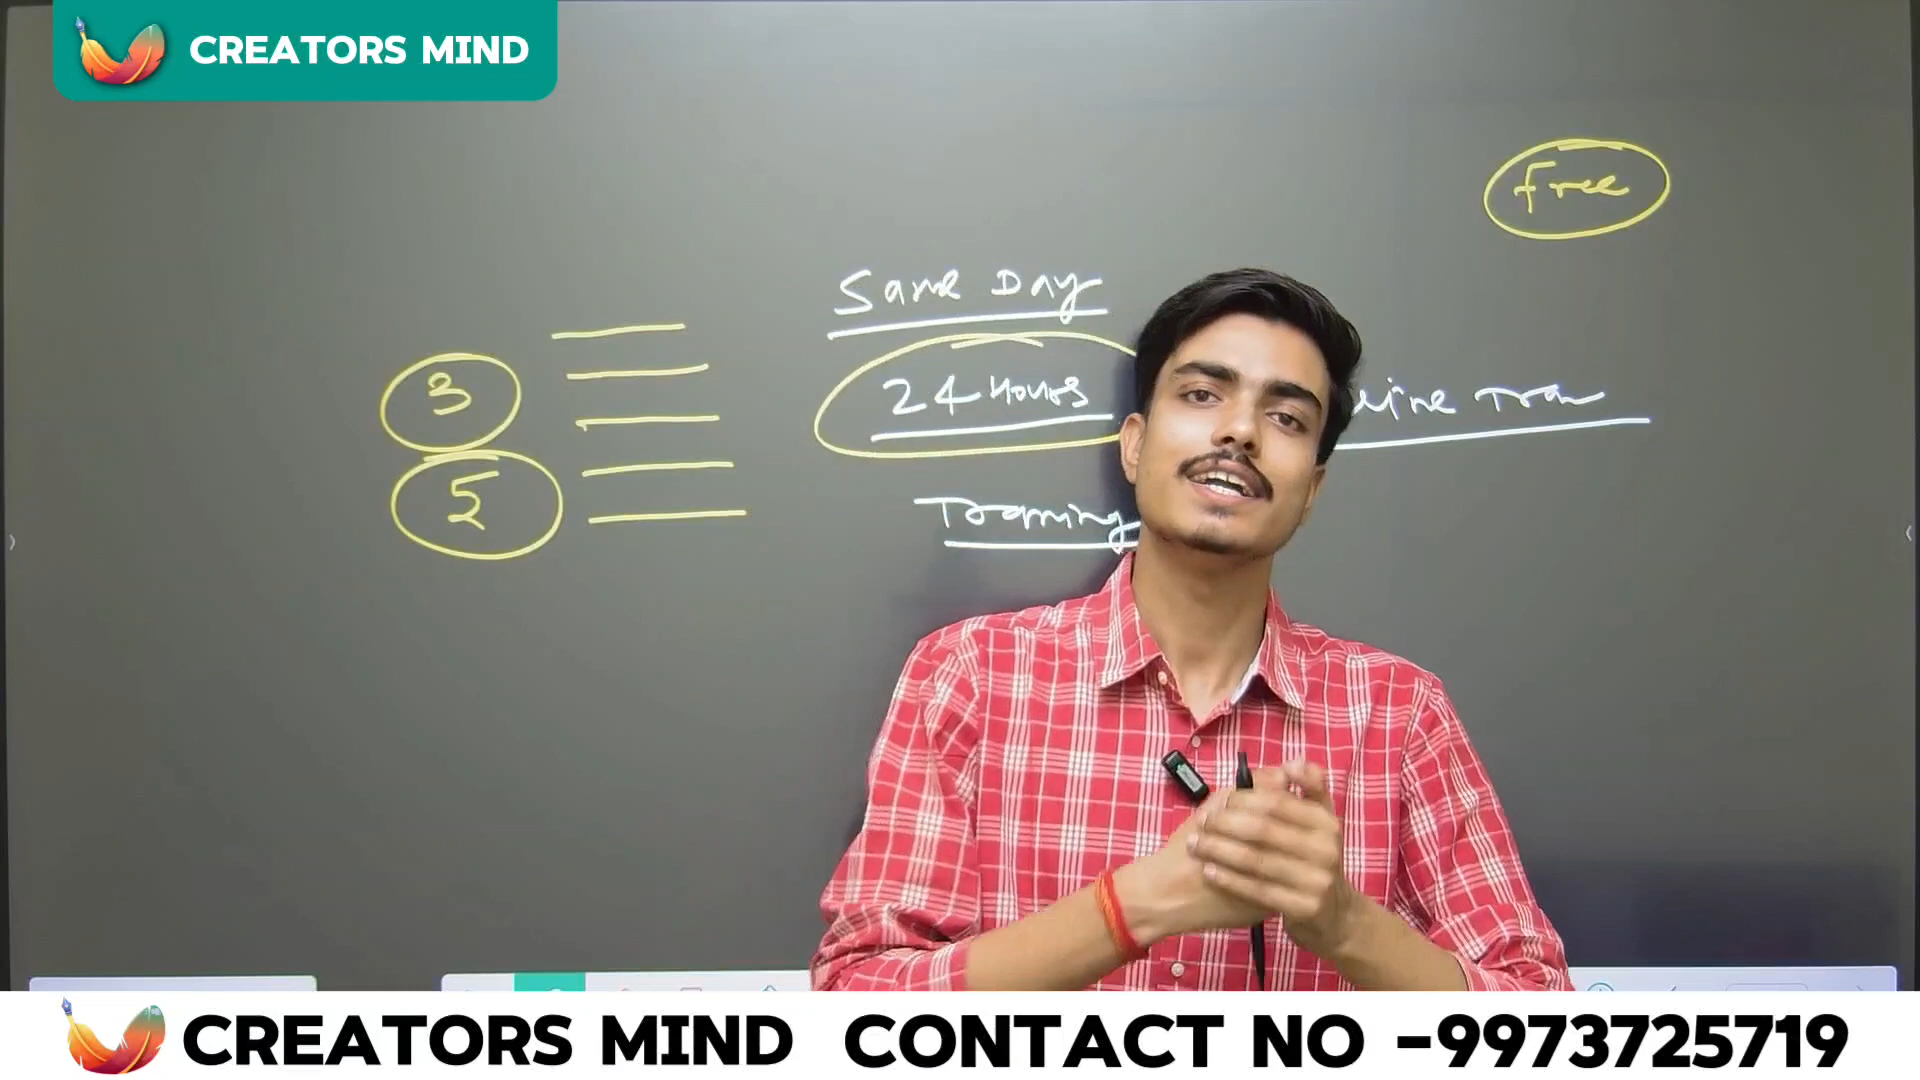 CREATORS MIND
Free
Same Day
3
24 Hours
5
Training
CREATORS MIND CONTACT NO -9973725719